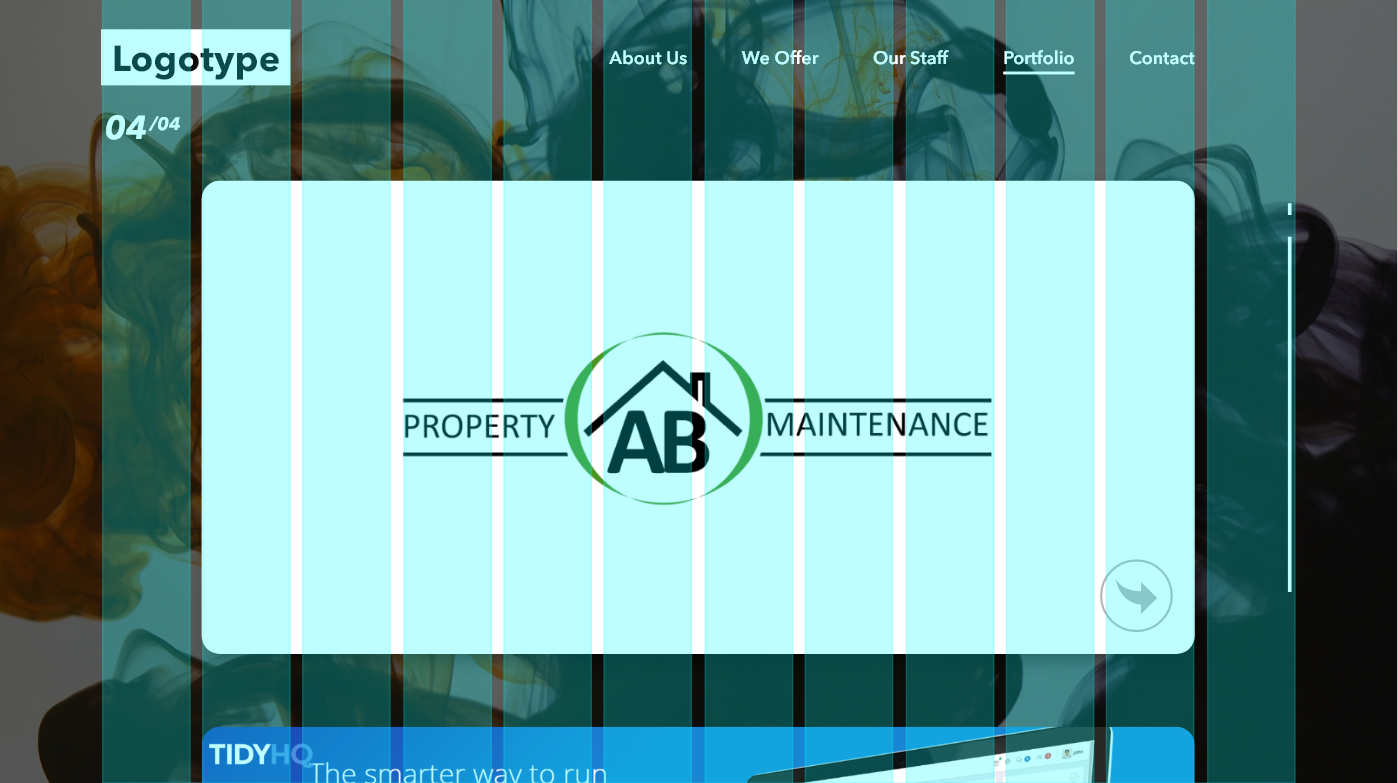 Logotype
About Us We Offer Our Staff Portfolio Contact
04/04
PROPERTY AB MAINTENANCE
TIDYHQ
The smarter way to run
John